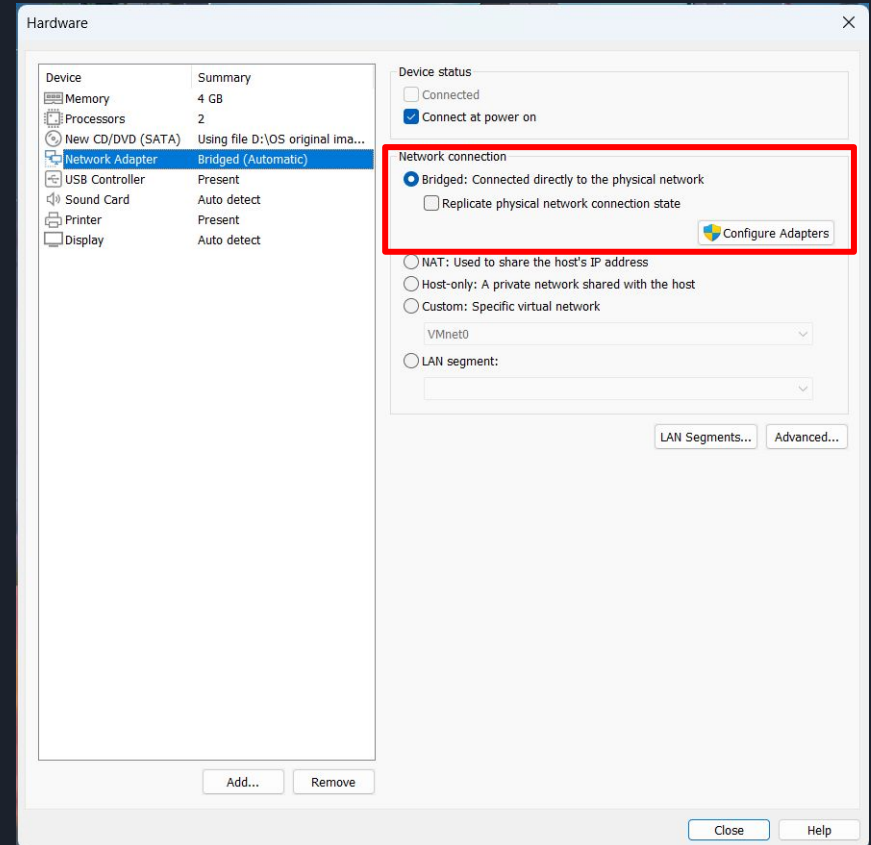 Hardware
Device Summary
Memory 4 GB
Processors 2
New CD/DVD (SATA) Using file D:\OS original ima...
Network Adapter Bridged (Automatic)
USB Controller Present
Sound Card Auto detect
Printer Present
Display Auto detect
Add... Remove
Device status
Connected
Connect at power on
Network connection
Bridged: Connected directly to the physical network
Replicate physical network connection state
Configure Adapters
NAT: Used to share the host's IP address
Host-only: A private network shared with the host
Custom: Specific virtual network
VMnet0
LAN segment:
LAN Segments... Advanced...
Close Help